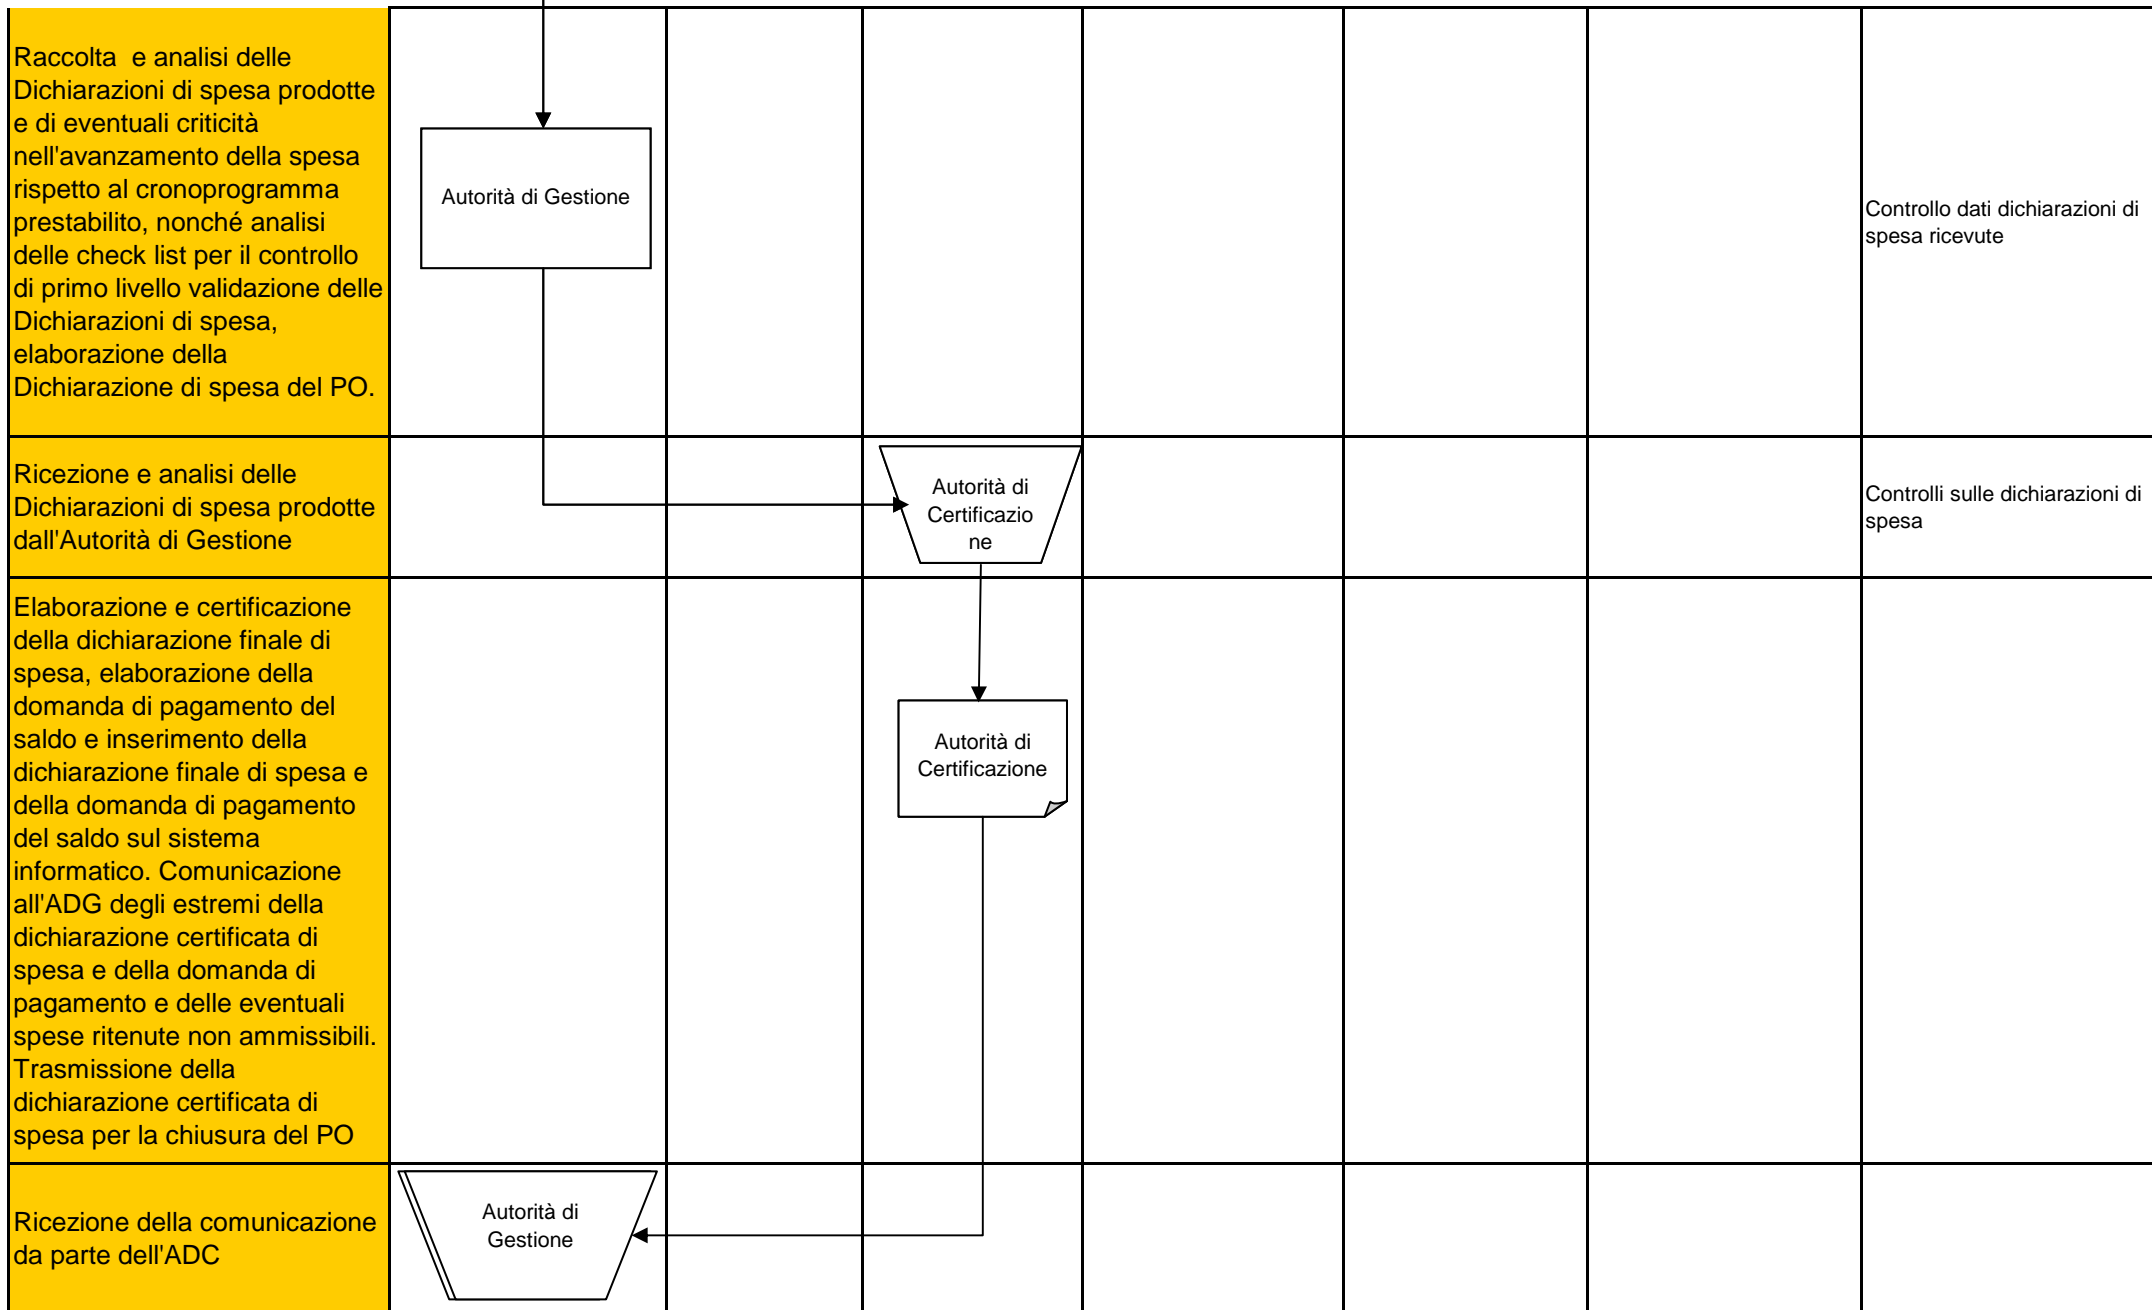 Raccolta e analisi delle
Dichiarazioni di spesa prodotte
e di eventuali criticità
nell'avanzamento della spesa
rispetto al cronoprogramma
prestabilito, nonché analisi
delle check list per il controllo
di primo livello validazione delle
Dichiarazioni di spesa,
elaborazione della
Dichiarazione di spesa del PO.
Autorità di Gestione
Controllo dati dichiarazioni di
spesa ricevute
Ricezione e analisi delle
Dichiarazioni di spesa prodotte
dall'Autorità di Gestione
Autorità di
Certificazio
ne
Controlli sulle dichiarazioni di
spesa
Elaborazione e certificazione
della dichiarazione finale di
spesa, elaborazione della
domanda di pagamento del
saldo e inserimento della
dichiarazione finale di spesa e
della domanda di pagamento
del saldo sul sistema
informatico. Comunicazione
all'ADG degli estremi della
dichiarazione certificata di
spesa e della domanda di
pagamento e delle eventuali
spese ritenute non ammissibili.
Trasmissione della
dichiarazione certificata di
spesa per la chiusura del PO
Autorità di
Certificazione
Ricezione della comunicazione
da parte dell'ADC
Autorità di
Gestione